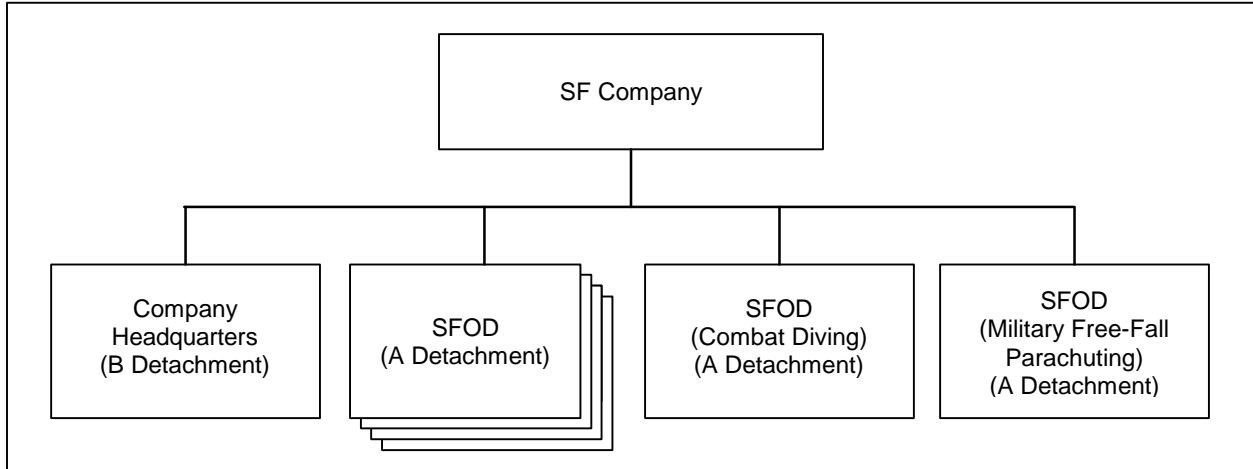 SF Company
Company
Headquarters
(B Detachment)
SFOD
(A Detachment)
SFOD
(Combat Diving)
(A Detachment)
SFOD
(Military Free-Fall
Parachuting)
(A Detachment)